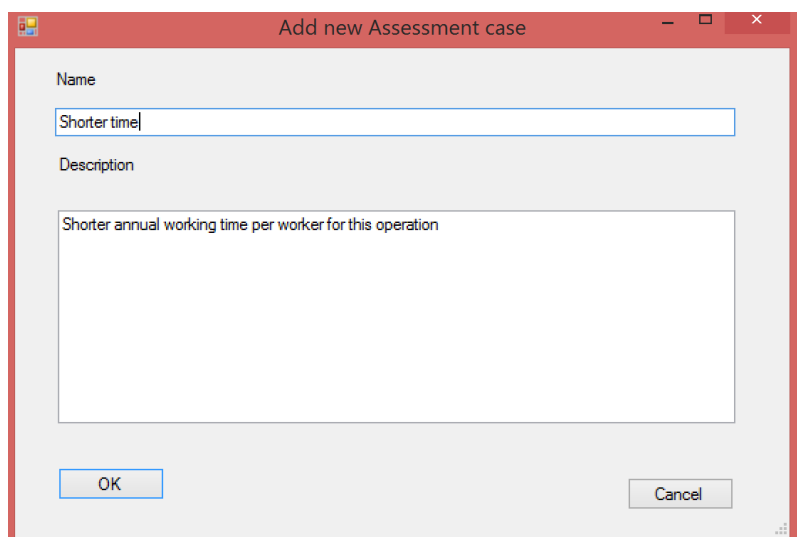 Add new Assessment case
Name
Shorter time
Description
Shorter annual working time per worker for this operation
OK
Cancel